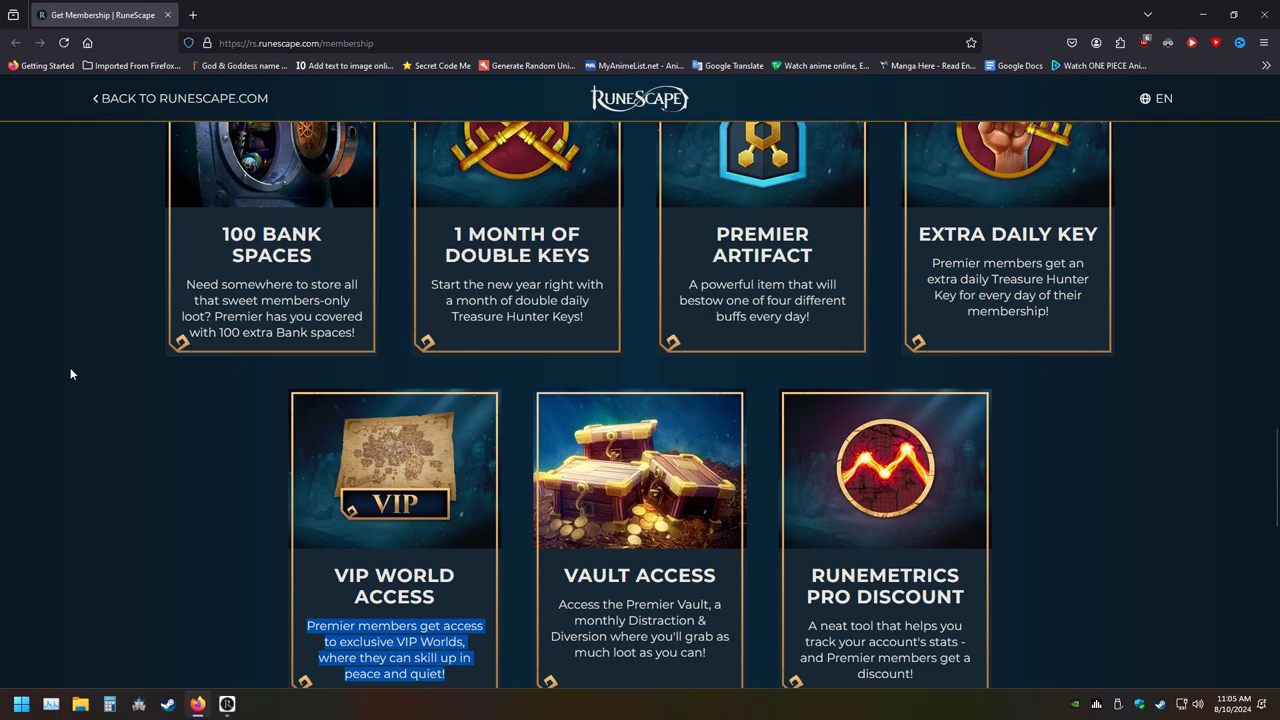 Get Membership | RuneScape
https://rs.runescape.com/membership
6
Getting Started
Imported From Firefox...
God & Goddess name ...
Add text to image onli...
Secret Code Me
Generate Random Uni...
MyAnimeList.net - Ani...
Google Translate
Watch anime online, E...
Manga Here - Read En...
Google Docs
Watch ONE PIECE Ani...
BACK TO RUNESCAPE.COM
RUNESCAPE
EN
100 BANK
SPACES
Need somewhere to store all
that sweet members-only
loot? Premier has you covered
with 100 extra Bank spaces!
1 MONTH OF
DOUBLE KEYS
Start the new year right with
a month of double daily
Treasure Hunter Keys!
PREMIER
ARTIFACT
A powerful item that will
bestow one of four different
buffs every day!
EXTRA DAILY KEY
Premier members get an
extra daily Treasure Hunter
Key for every day of their
membership!
VIP
VIP WORLD
ACCESS
Premier members get access
to exclusive VIP Worlds,
where they can skill up in
peace and quiet!
VAULT ACCESS
Access the Premier Vault, a
monthly Distraction &
Diversion where you'll grab as
much loot as you can!
RUNEMETRICS
PRO DISCOUNT
A neat tool that helps you
track your account's stats -
and Premier members get a
discount!
11:05 AM
8/10/2024